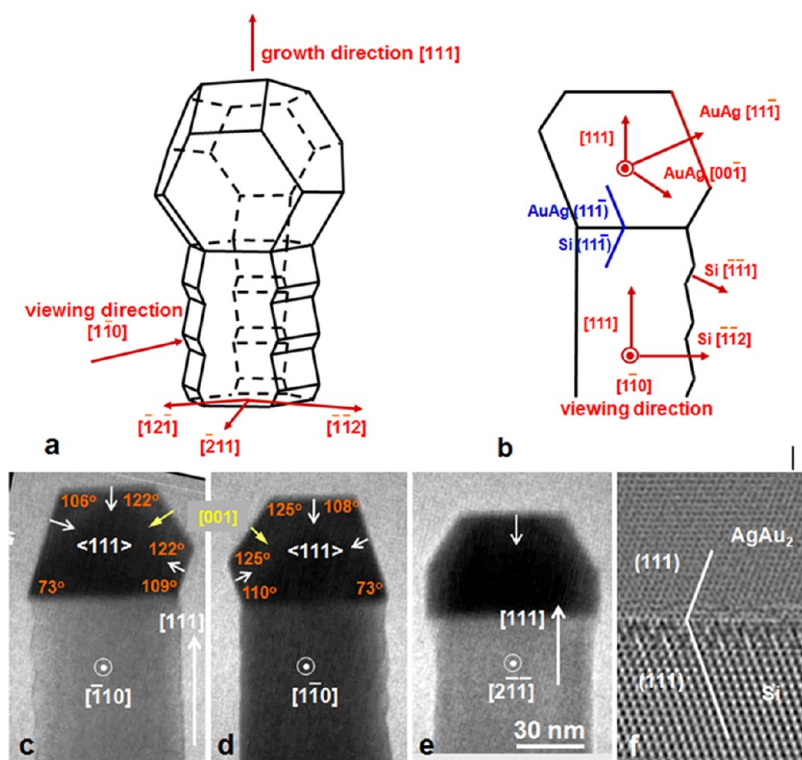 growth direction [111]
viewing direction
[11̄0]
[1̄21̄]
[2̄11]
[1̄1̄2]
a
AuAg [111̄]
[111]
AuAg [001̄]
AuAg (111̄)
Si (111̄)
Si [1̄1̄1]
[111]
Si [1̄1̄2]
[11̄0]
viewing direction
b
106° 122°
<111>
122°
73° 109°
[111]
[1̄10]
c
[001]
125° 108°
<111>
125°
110° 73°
[11̄0]
d
[111]
[21̄1̄]
30 nm
e
AgAu₂
(111̄)
(111̄)
Si
f